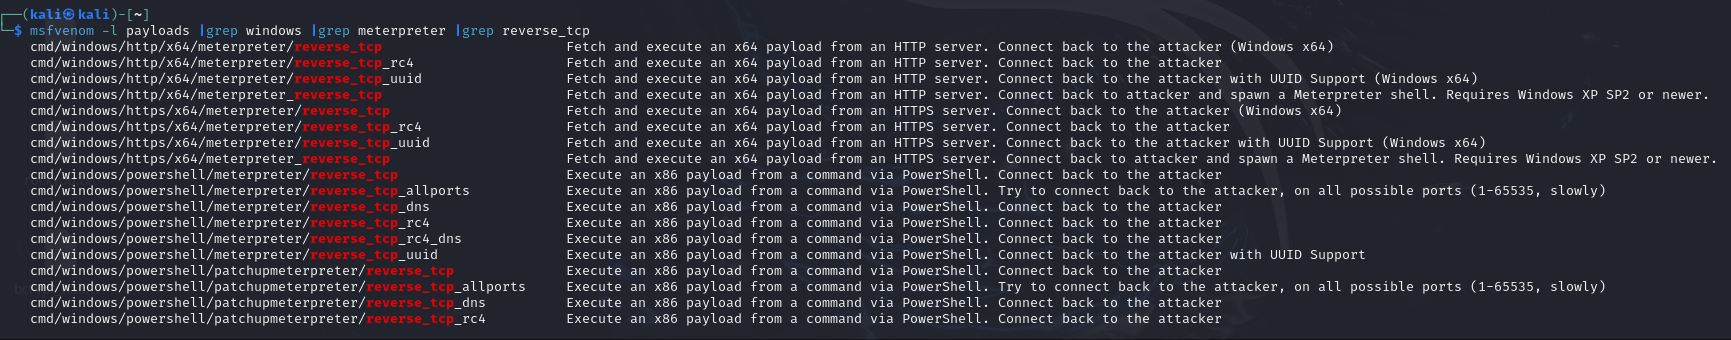 ┌──(kali㉿kali)-[~]
└─$ msfvenom -l payloads |grep windows |grep meterpreter |grep reverse_tcp
cmd/windows/http/x64/meterpreter/reverse_tcp Fetch and execute an x64 payload from an HTTP server. Connect back to the attacker (Windows x64)
cmd/windows/http/x64/meterpreter/reverse_tcp_rc4 Fetch and execute an x64 payload from an HTTP server. Connect back to the attacker
cmd/windows/http/x64/meterpreter/reverse_tcp_uuid Fetch and execute an x64 payload from an HTTP server. Connect back to the attacker with UUID Support (Windows x64)
cmd/windows/http/x64/meterpreter_reverse_tcp Fetch and execute an x64 payload from an HTTP server. Connect back to attacker and spawn a Meterpreter shell. Requires Windows XP SP2 or newer.
cmd/windows/https/x64/meterpreter/reverse_tcp Fetch and execute an x64 payload from an HTTPS server. Connect back to the attacker (Windows x64)
cmd/windows/https/x64/meterpreter/reverse_tcp_rc4 Fetch and execute an x64 payload from an HTTPS server. Connect back to the attacker
cmd/windows/https/x64/meterpreter/reverse_tcp_uuid Fetch and execute an x64 payload from an HTTPS server. Connect back to the attacker with UUID Support (Windows x64)
cmd/windows/https/x64/meterpreter_reverse_tcp Fetch and execute an x64 payload from an HTTPS server. Connect back to attacker and spawn a Meterpreter shell. Requires Windows XP SP2 or newer.
cmd/windows/powershell/meterpreter/reverse_tcp Execute an x86 payload from a command via PowerShell. Connect back to the attacker
cmd/windows/powershell/meterpreter/reverse_tcp_allports Execute an x86 payload from a command via PowerShell. Try to connect back to the attacker, on all possible ports (1-65535, slowly)
cmd/windows/powershell/meterpreter/reverse_tcp_dns Execute an x86 payload from a command via PowerShell. Connect back to the attacker
cmd/windows/powershell/meterpreter/reverse_tcp_rc4 Execute an x86 payload from a command via PowerShell. Connect back to the attacker
cmd/windows/powershell/meterpreter/reverse_tcp_rc4_dns Execute an x86 payload from a command via PowerShell. Connect back to the attacker
cmd/windows/powershell/meterpreter/reverse_tcp_uuid Execute an x86 payload from a command via PowerShell. Connect back to the attacker with UUID Support
cmd/windows/powershell/patchupmeterpreter/reverse_tcp Execute an x86 payload from a command via PowerShell. Connect back to the attacker
cmd/windows/powershell/patchupmeterpreter/reverse_tcp_allports Execute an x86 payload from a command via PowerShell. Try to connect back to the attacker, on all possible ports (1-65535, slowly)
cmd/windows/powershell/patchupmeterpreter/reverse_tcp_dns Execute an x86 payload from a command via PowerShell. Connect back to the attacker
cmd/windows/powershell/patchupmeterpreter/reverse_tcp_rc4 Execute an x86 payload from a command via PowerShell. Connect back to the attacker